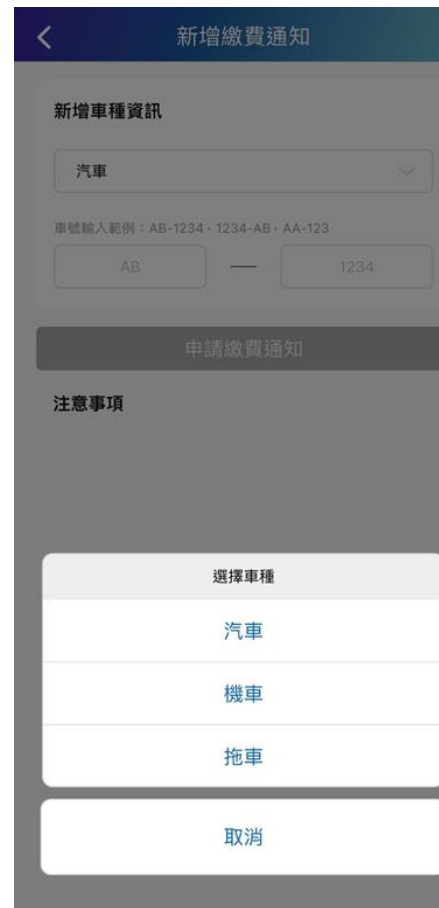 新增繳費通知
新增車種資訊
汽車
車號輸入範例：AB-1234，1234-AB，AA-123
AB — 1234
申請繳費通知
注意事項
選擇車種
汽車
機車
拖車
取消